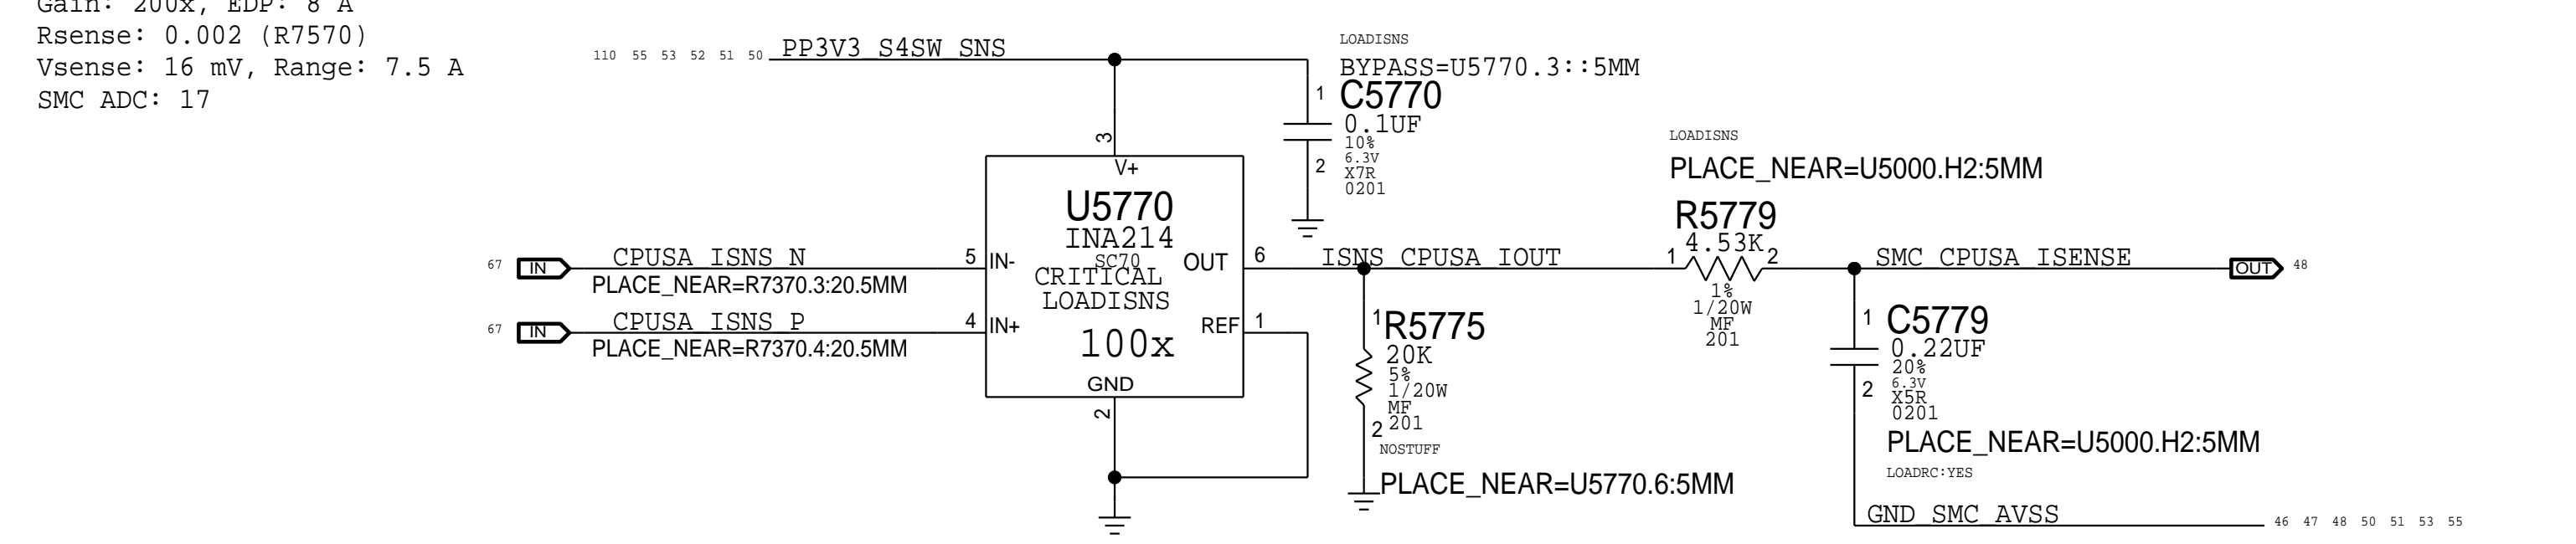 Gain: 200x, EDP: 8 A
Rsense: 0.002 (R7570)
Vsense: 16 mV, Range: 7.5 A
SMC ADC: 17
110 55 53 52 51 50 PP3V3_S4SW_SNS
LOADISNS
BYPASS=U5770.3::5MM
1 C5770
0.1UF
10%
6.3V
2 X7R
0201
3
V+
U5770
INA214
SC70
CRITICAL
LOADISNS
100x
67 IN CPUSA_ISNS_N 5 IN-
PLACE_NEAR=R7370.3:20.5MM
67 IN CPUSA_ISNS_P 4 IN+
PLACE_NEAR=R7370.4:20.5MM
OUT 6 ISNS_CPUSA_IOUT
REF 1
GND
2
LOADISNS
PLACE_NEAR=U5000.H2:5MM
R5779
1 4.53K 2
1%
1/20W
MF
201
SMC_CPUSA_ISENSE OUT 48
1 R5775
20K
5%
1/20W
MF
2 201
NOSTUFF
PLACE_NEAR=U5770.6:5MM
1 C5779
0.22UF
20%
6.3V
2 X5R
0201
PLACE_NEAR=U5000.H2:5MM
LOADRC:YES
GND_SMC_AVSS 46 47 48 50 51 53 55